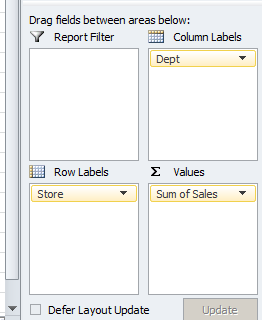 Drag fields between areas below:
Report Filter
Column Labels
Dept
Row Labels
Σ Values
Store
Sum of Sales
Defer Layout Update
Update